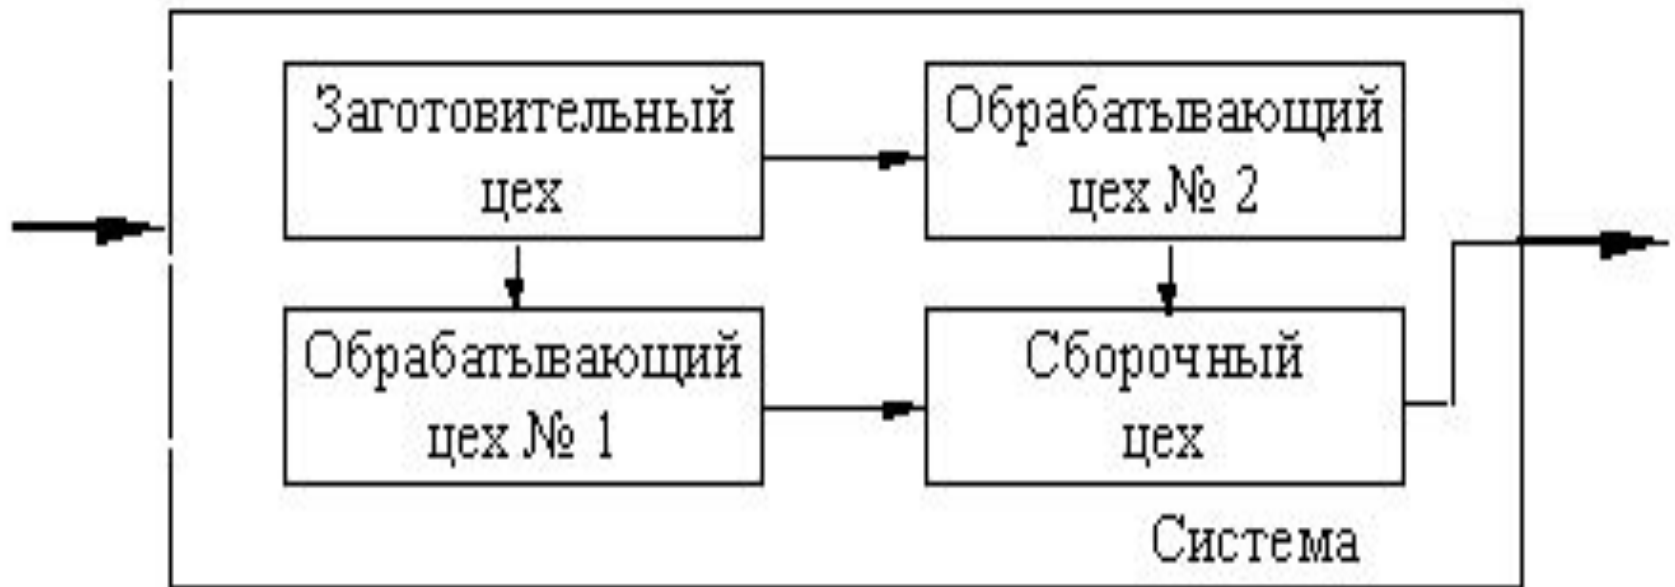 Заготовительный
цех
Обрабатывающий
цех № 2
Обрабатывающий
цех № 1
Сборочный
цех
Система